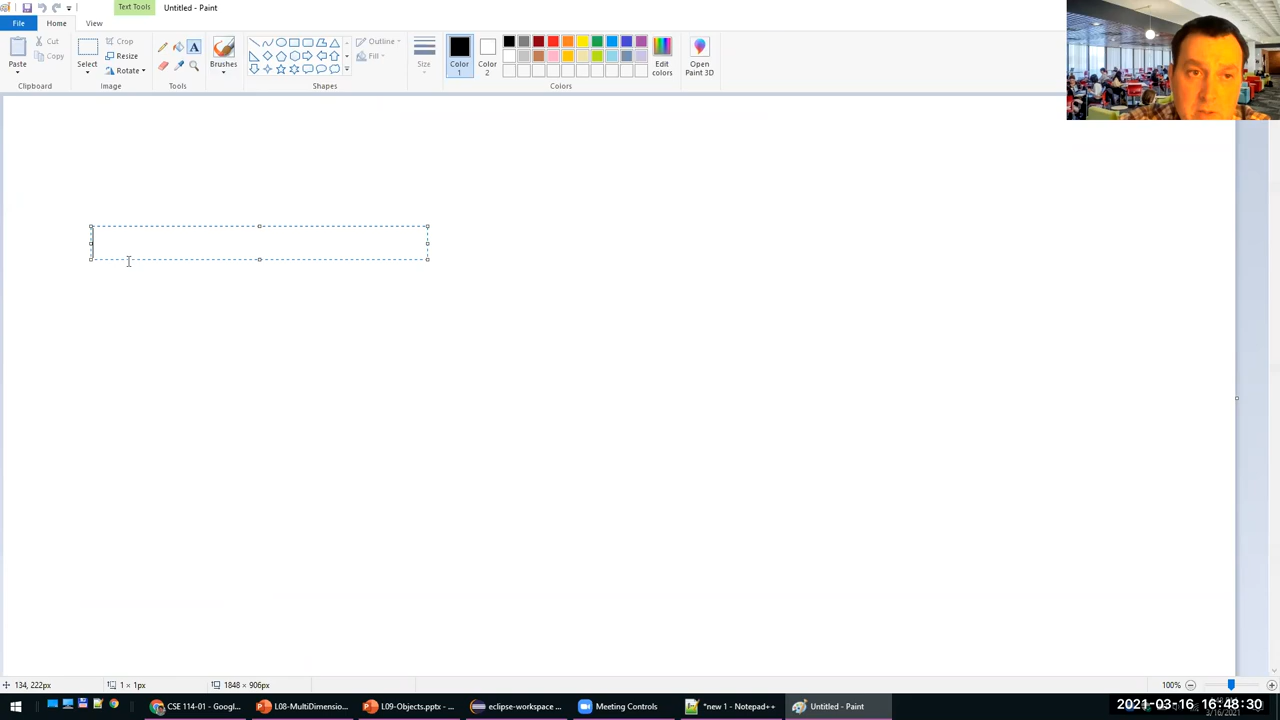 Text Tools
Untitled - Paint
File
Home
View
Paste
Cut
Copy
Clipboard
Select
Crop
Resize
Rotate
Image
A
Tools
Brushes
Outline
Fill
Shapes
Size
Color 1
Color 2
Edit colors
Open Paint 3D
Colors
134, 222px
1 × 1px
1848 × 906px
100%
CSE 114-01 - Googl...
L08-MultiDimensio...
L09-Objects.pptx - ...
eclipse-workspace ...
Meeting Controls
*new 1 - Notepad++
Untitled - Paint
2021-03-16 16:48:30